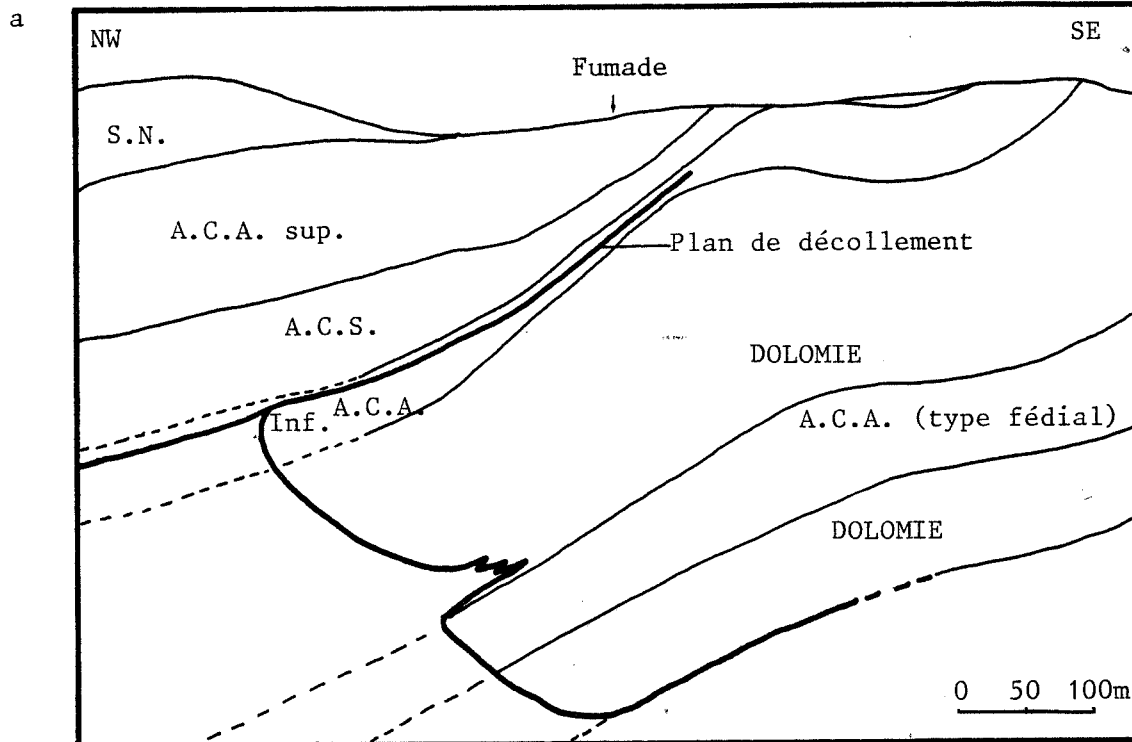 a
NW
SE
Fumade
S.N.
A.C.A. sup.
Plan de décollement
A.C.S.
DOLOMIE
A.C.A.
Inf.
A.C.A. (type fédial)
DOLOMIE
0 50 100m